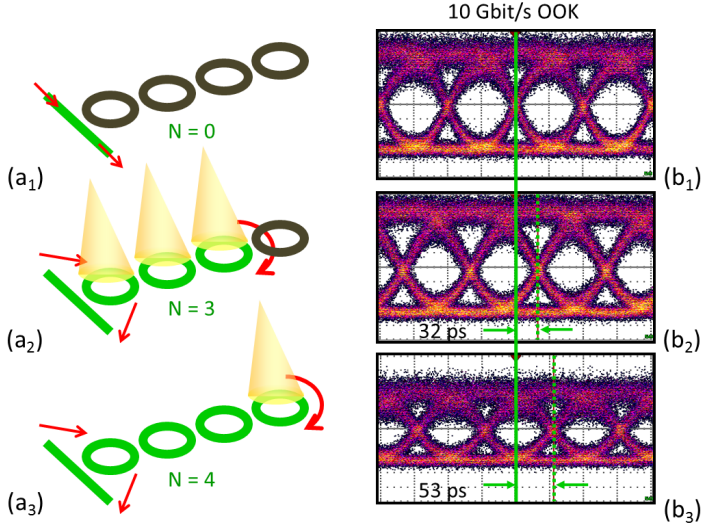 10 Gbit/s OOK
N = 0
(a1)
(b1)
N = 3
(a2)
32 ps
(b2)
N = 4
(a3)
53 ps
(b3)